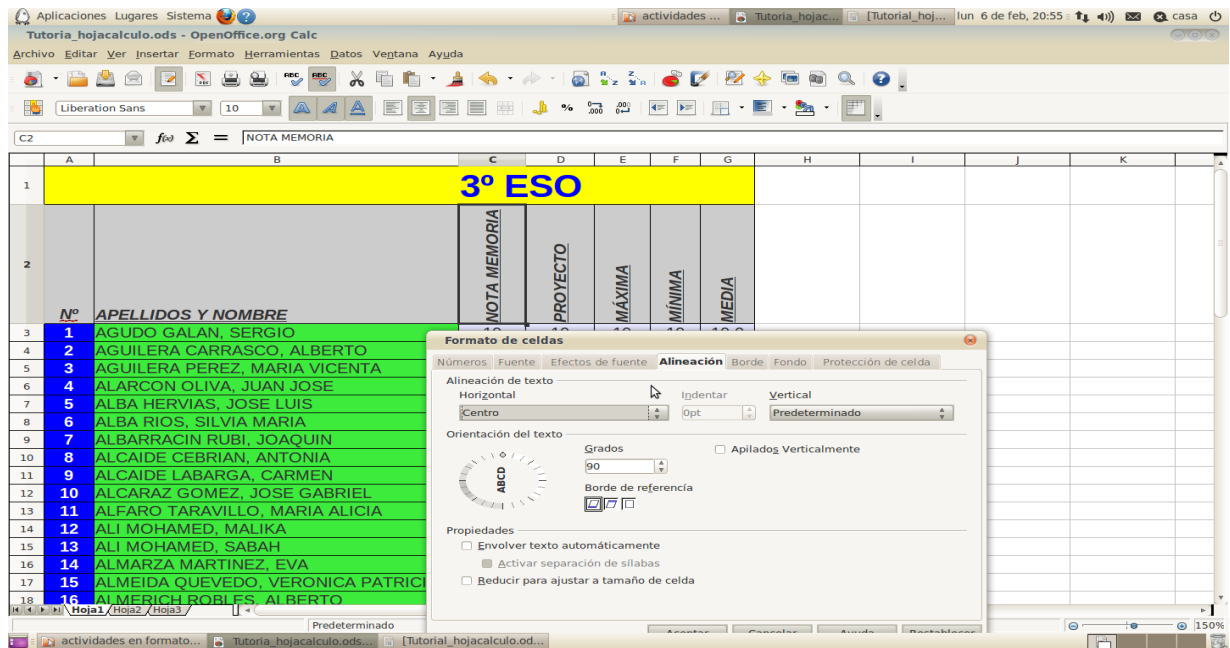 Aplicaciones Lugares Sistema actividades ... Tutoria_hojac... [Tutorial_hoj... lun 6 de feb, 20:55 casa
Tutoria_hojacalculo.ods - OpenOffice.org Calc
Archivo Editar Ver Insertar Formato Herramientas Datos Ventana Ayuda
Liberation Sans 10
C2 f(x) Σ = NOTA MEMORIA
A B C D E F G H I J K
1 3º ESO
2 Nº APELLIDOS Y NOMBRE NOTA MEMORIA PROYECTO MÁXIMA MÍNIMA MEDIA
3 1 AGUDO GALAN, SERGIO
4 2 AGUILERA CARRASCO, ALBERTO
5 3 AGUILERA PEREZ, MARIA VICENTA
6 4 ALARCON OLIVA, JUAN JOSE
7 5 ALBA HERVIAS, JOSE LUIS
8 6 ALBA RIOS, SILVIA MARIA
9 7 ALBARRACIN RUBI, JOAQUIN
10 8 ALCAIDE CEBRIAN, ANTONIA
11 9 ALCAIDE LABARGA, CARMEN
12 10 ALCARAZ GOMEZ, JOSE GABRIEL
13 11 ALFARO TARAVILLO, MARIA ALICIA
14 12 ALI MOHAMED, MALIKA
15 13 ALI MOHAMED, SABAH
16 14 ALMARZA MARTINEZ, EVA
17 15 ALMEIDA QUEVEDO, VERONICA PATRICI
18 16 ALMERICH ROBLES, ALBERTO
Formato de celdas
Números Fuente Efectos de fuente Alineación Borde Fondo Protección de celda
Alineación de texto
Horizontal Indentar Vertical
Centro 0pt Predeterminado
Orientación del texto
ABCD
Grados Apilados Verticalmente
90
Borde de referencia
Propiedades
Envolver texto automáticamente
Activar separación de sílabas
Reducir para ajustar a tamaño de celda
Aceptar Cancelar Ayuda Restablecer
Hoja1 Hoja2 Hoja3
Predeterminado 150%
actividades en formato... Tutoria_hojacalculo.ods... [Tutorial_hojacalculo.od...